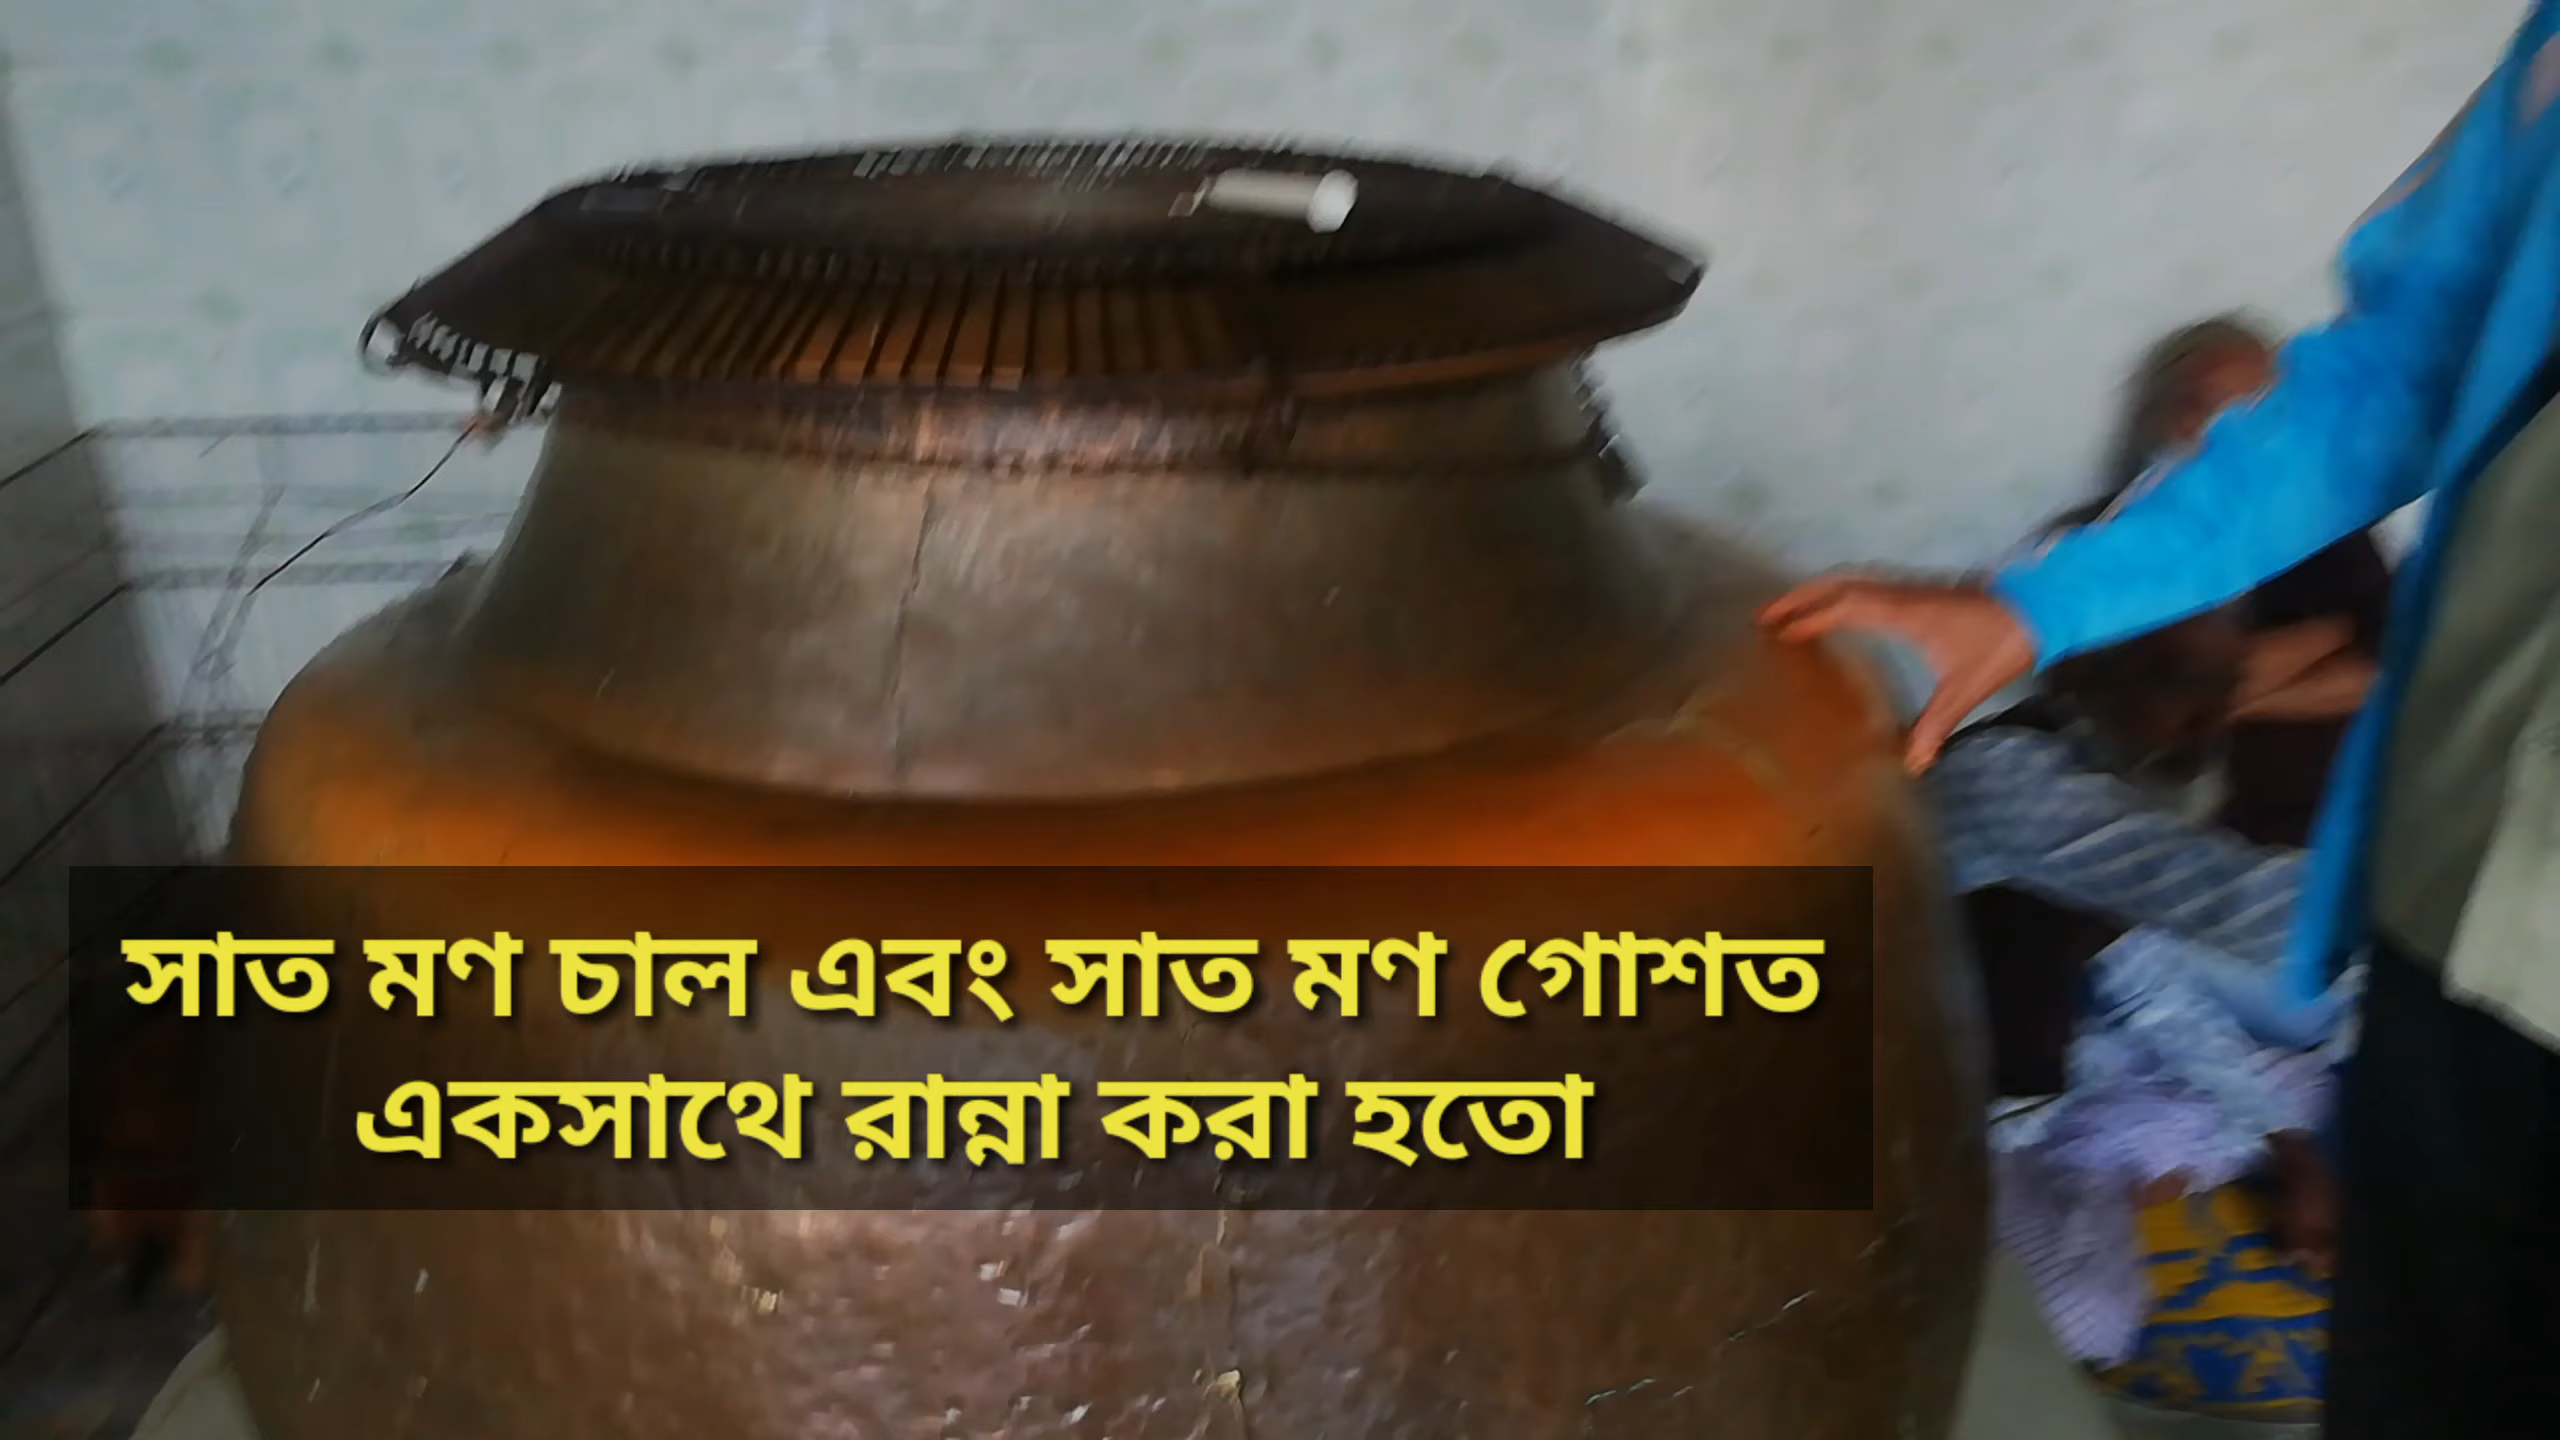 সাত মণ চাল এবং সাত মণ গোশত
একসাথে রান্না করা হতো